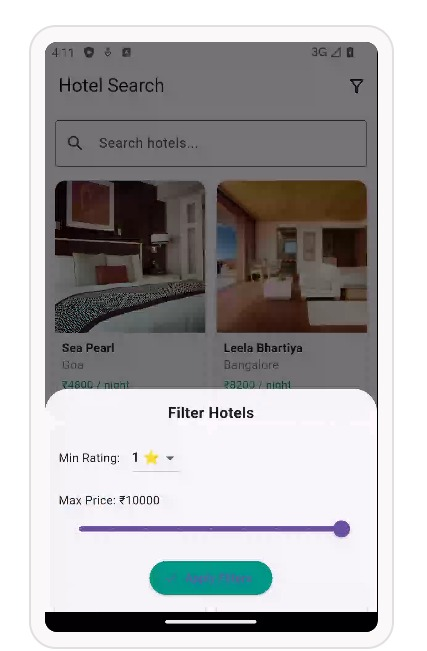 4:11
3G
Hotel Search
Search hotels...
Sea Pearl
Leela Bhartiya
Goa
Bangalore
₹4800 / night
₹8200 / night
Filter Hotels
Min Rating: 1 ⭐
Max Price: ₹10000